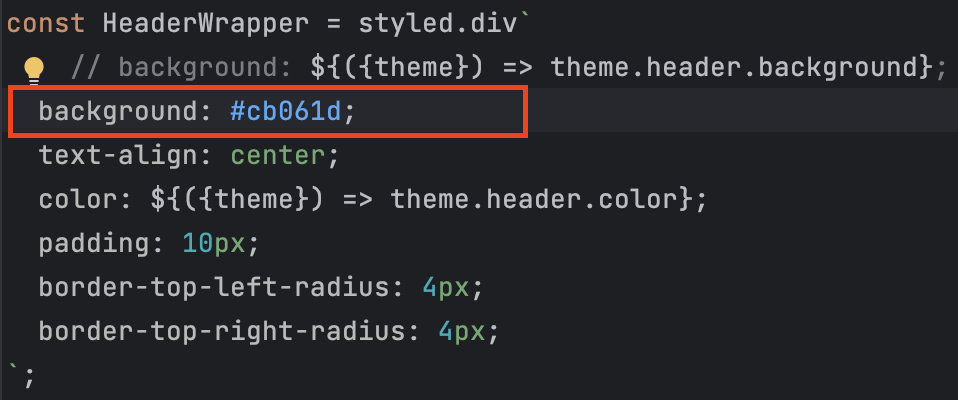 const HeaderWrapper = styled.div`
// background: ${({theme}) => theme.header.background};
background: #cb061d;
text-align: center;
color: ${({theme}) => theme.header.color};
padding: 10px;
border-top-left-radius: 4px;
border-top-right-radius: 4px;
`;